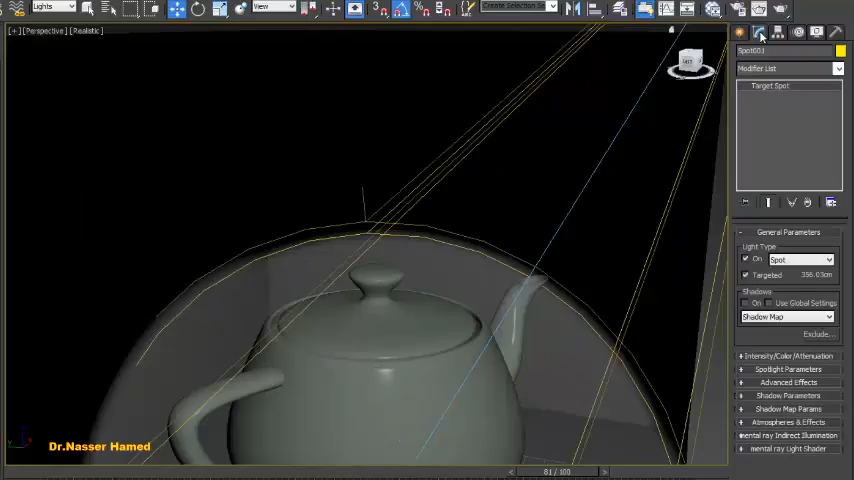 Lights
View
3
Create Selection Se
[+] [Perspective] [Realistic]
Spot001
Modifier List
Target Spot
- General Parameters
Light Type
On Spot
Targeted 356.03cm
Shadows
On Use Global Settings
Shadow Map
Exclude...
+ Intensity/Color/Attenuation
+ Spotlight Parameters
+ Advanced Effects
+ Shadow Parameters
+ Shadow Map Params
+ Atmospheres & Effects
mental ray Indirect Illumination
+ mental ray Light Shader
Dr.Nasser Hamed
< 81 / 100 >